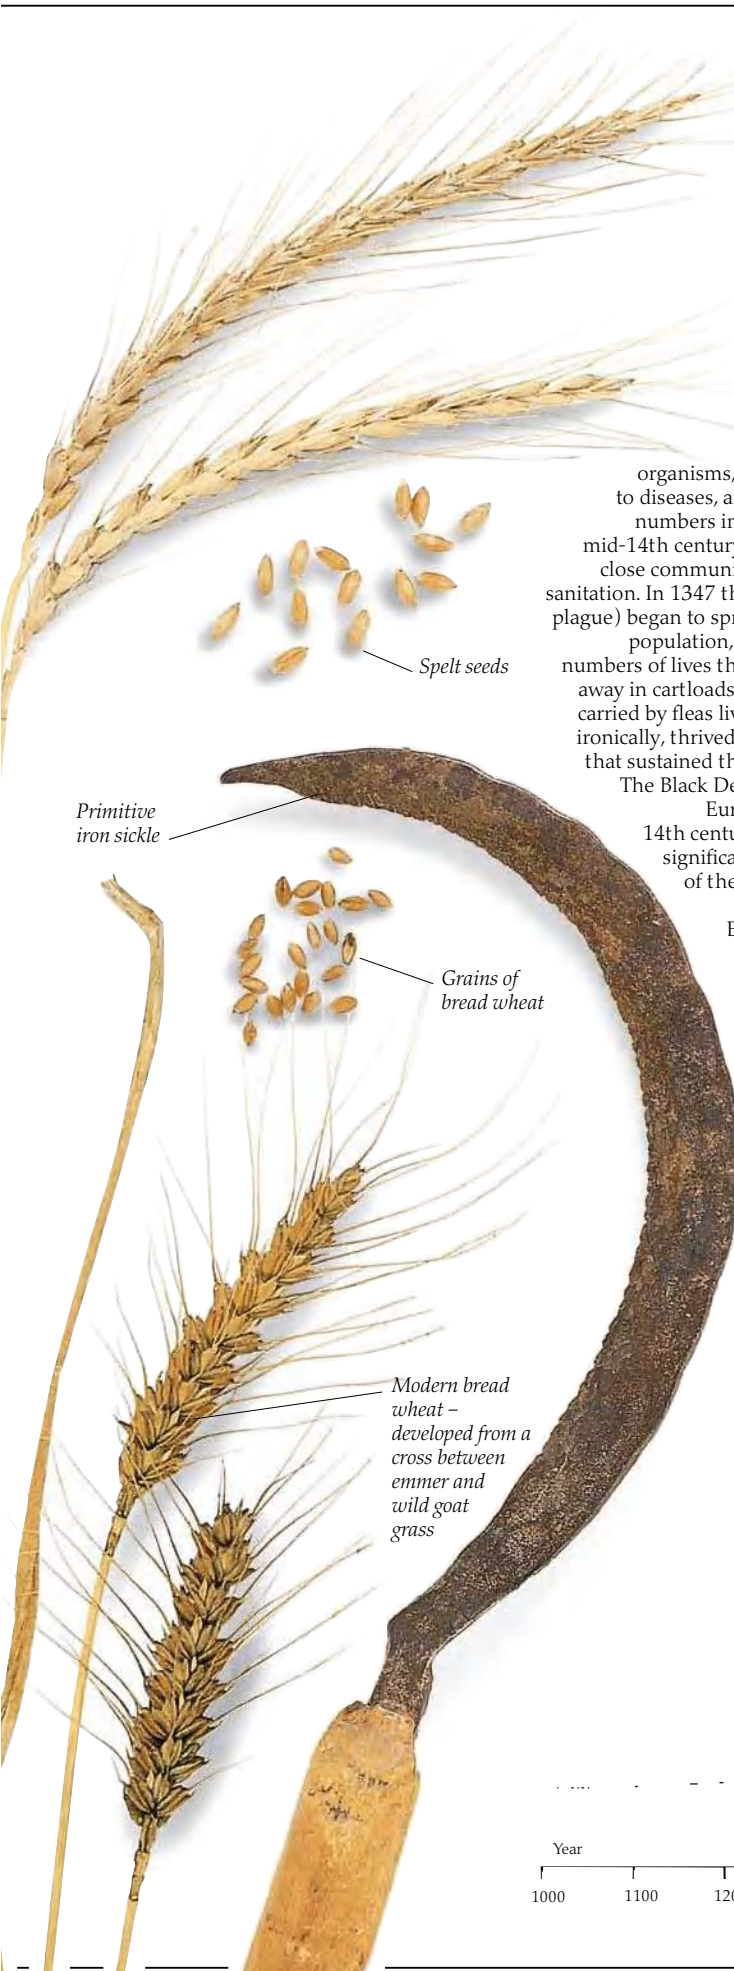 organisms,
to diseases, a
numbers in
mid-14th century
close communi
sanitation. In 1347 th
plague) began to spr
population,
numbers of lives th
away in cartloads
carried by fleas liv
ironically, thrived
that sustained th
The Black De
Eur
14th centu
significa
of the
E
Spelt seeds
Primitive
iron sickle
Grains of
bread wheat
Modern bread
wheat –
developed from a
cross between
emmer and
wild goat
grass
Year
1000 1100 120